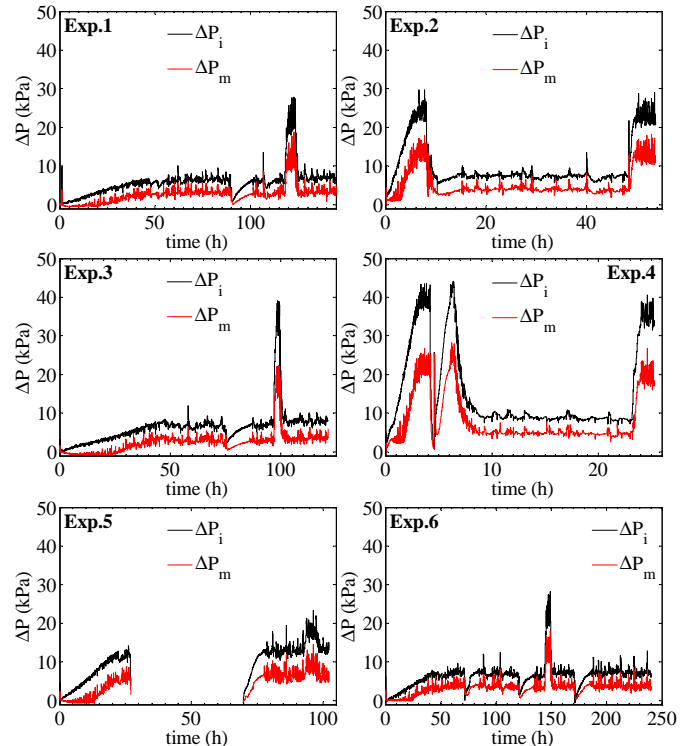 Exp.1
ΔP_i
ΔP_m
ΔP (kPa)
50
40
30
20
10
0
0 50 100
time (h)
Exp.2
ΔP_i
ΔP_m
ΔP (kPa)
50
40
30
20
10
0
0 20 40
time (h)
Exp.3
ΔP_i
ΔP_m
ΔP (kPa)
50
40
30
20
10
0
0 50 100
time (h)
Exp.4
ΔP_i
ΔP_m
ΔP (kPa)
50
40
30
20
10
0
0 10 20
time (h)
Exp.5
ΔP_i
ΔP_m
ΔP (kPa)
50
40
30
20
10
0
0 50 100
time (h)
Exp.6
ΔP_i
ΔP_m
ΔP (kPa)
50
40
30
20
10
0
0 50 100 150 200 250
time (h)